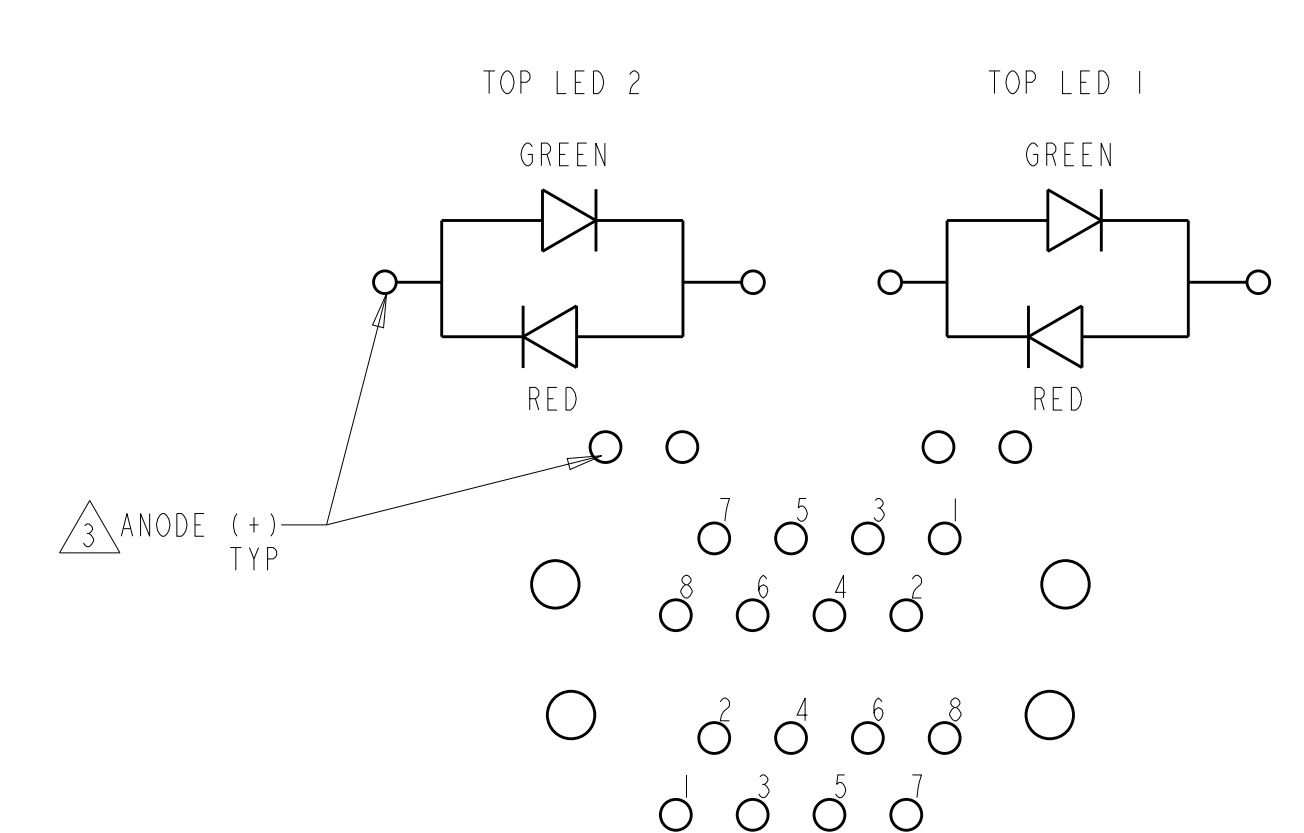 TOP LED 2
TOP LED 1
GREEN
GREEN
RED
RED
3 ANODE (+)
TYP
7 5 3 1
8 6 4 2
2 4 6 8
1 3 5 7